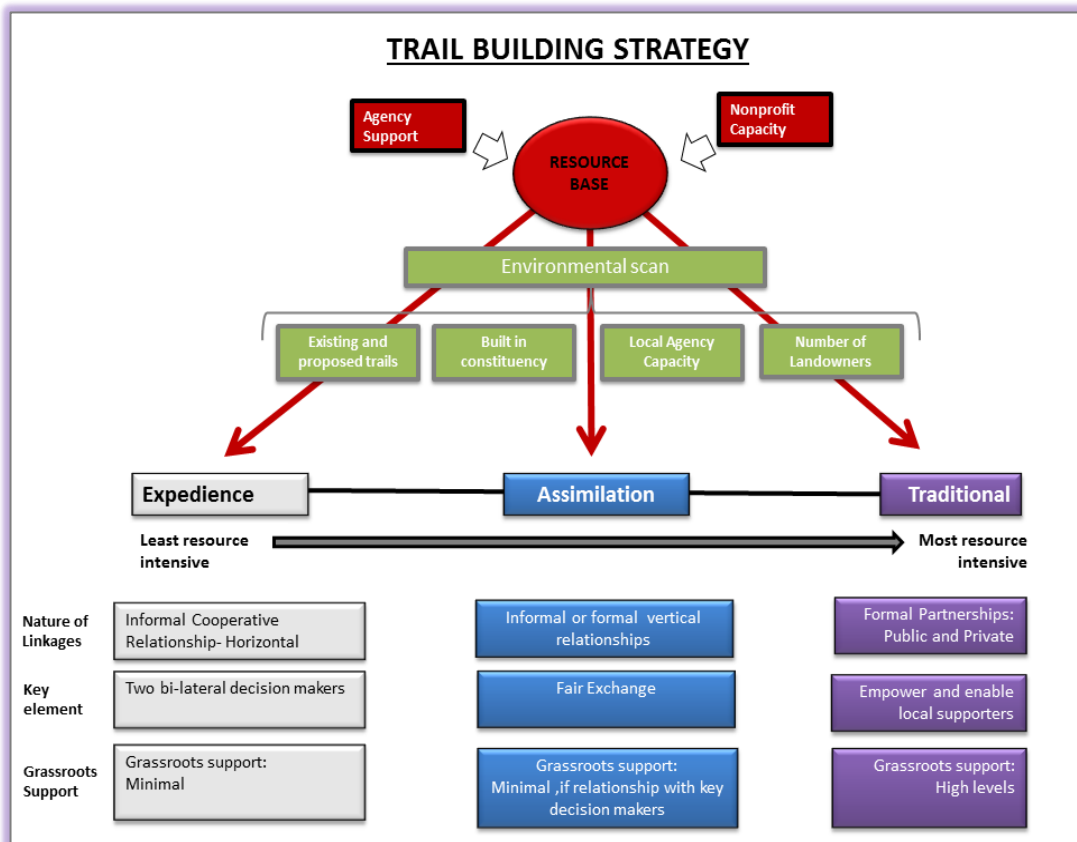 TRAIL BUILDING STRATEGY
Agency
Support
Nonprofit
Capacity
RESOURCE
BASE
Environmental scan
Existing and
proposed trails
Built in
constituency
Local Agency
Capacity
Number of
Landowners
Expedience
Assimilation
Traditional
Least resource
intensive
Most resource
intensive
Nature of
Linkages
Informal Cooperative
Relationship- Horizontal
Informal or formal vertical
relationships
Formal Partnerships:
Public and Private
Key
element
Two bi-lateral decision makers
Fair Exchange
Empower and enable
local supporters
Grassroots
Support
Grassroots support:
Minimal
Grassroots support:
Minimal ,if relationship with key
decision makers
Grassroots support:
High levels